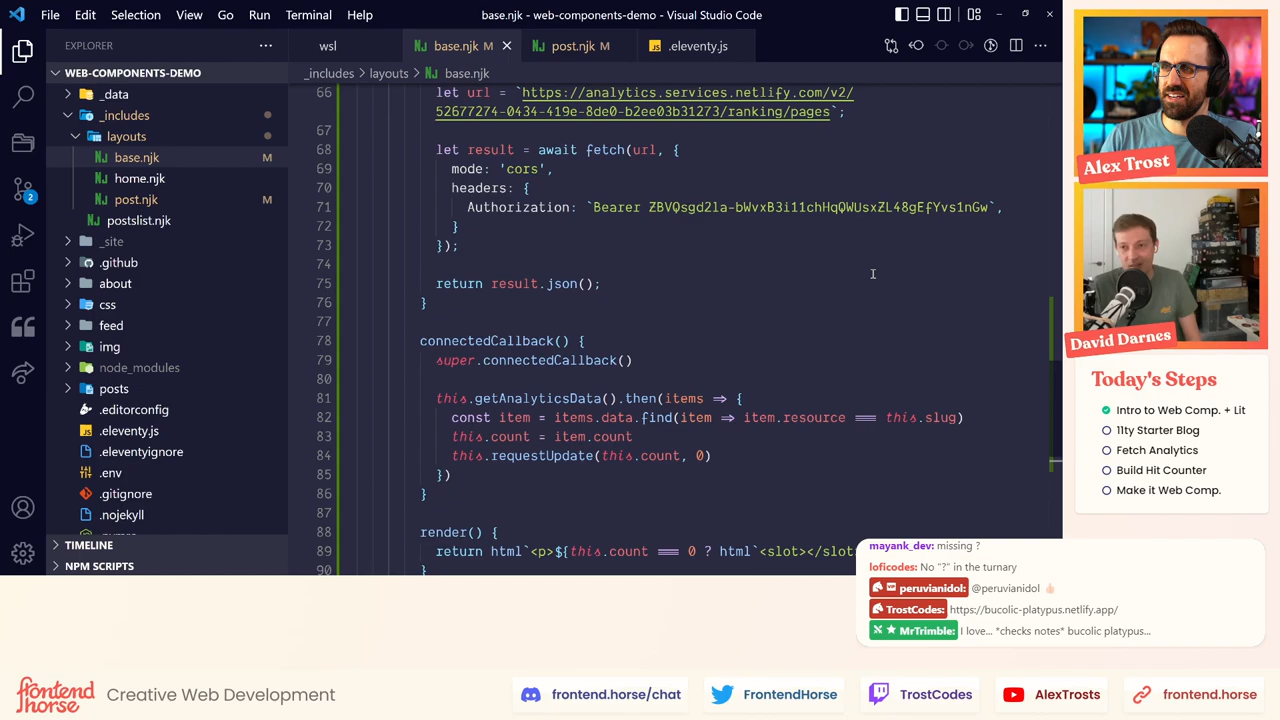 File Edit Selection View Go Run Terminal Help
base.njk - web-components-demo - Visual Studio Code
EXPLORER
wsl
base.njk M
post.njk M
.eleventy.js
WEB-COMPONENTS-DEMO
_includes > layouts > base.njk
_data
_includes
layouts
base.njk M
home.njk
post.njk M
postslist.njk
_site
.github
about
css
feed
img
node_modules
posts
.editorconfig
.eleventy.js
.eleventyignore
.env
.gitignore
.nojekyll
TIMELINE
NPM SCRIPTS
2
66 let url = `https://analytics.services.netlify.com/v2/
52677274-0434-419e-8de0-b2ee03b31273/ranking/pages`;
67
68 let result = await fetch(url, {
69 mode: 'cors',
70 headers: {
71 Authorization: `Bearer ZBVQsgd2la-bWvxB3i11chHqQWUsxZL48gEfYvs1nGw`,
72 }
73 });
74
75 return result.json();
76 }
77
78 connectedCallback() {
79 super.connectedCallback()
80
81 this.getAnalyticsData().then(items => {
82 const item = items.data.find(item => item.resource === this.slug)
83 this.count = item.count
84 this.requestUpdate(this.count, 0)
85 })
86 }
87
88 render() {
89 return html`<p>${this.count === 0 ? html`<slot></slot
90 }
Alex Trost
David Darnes
Today's Steps
Intro to Web Comp. + Lit
11ty Starter Blog
Fetch Analytics
Build Hit Counter
Make it Web Comp.
mayank_dev: missing ?
loficodes: No "?" in the turnary
peruvianidol: @peruvianidol 👍🏻
TrostCodes: https://bucolic-platypus.netlify.app/
MrTrimble: I love... *checks notes* bucolic platypus...
frontend
horse
Creative Web Development
frontend.horse/chat
FrontendHorse
TrostCodes
AlexTrosts
frontend.horse